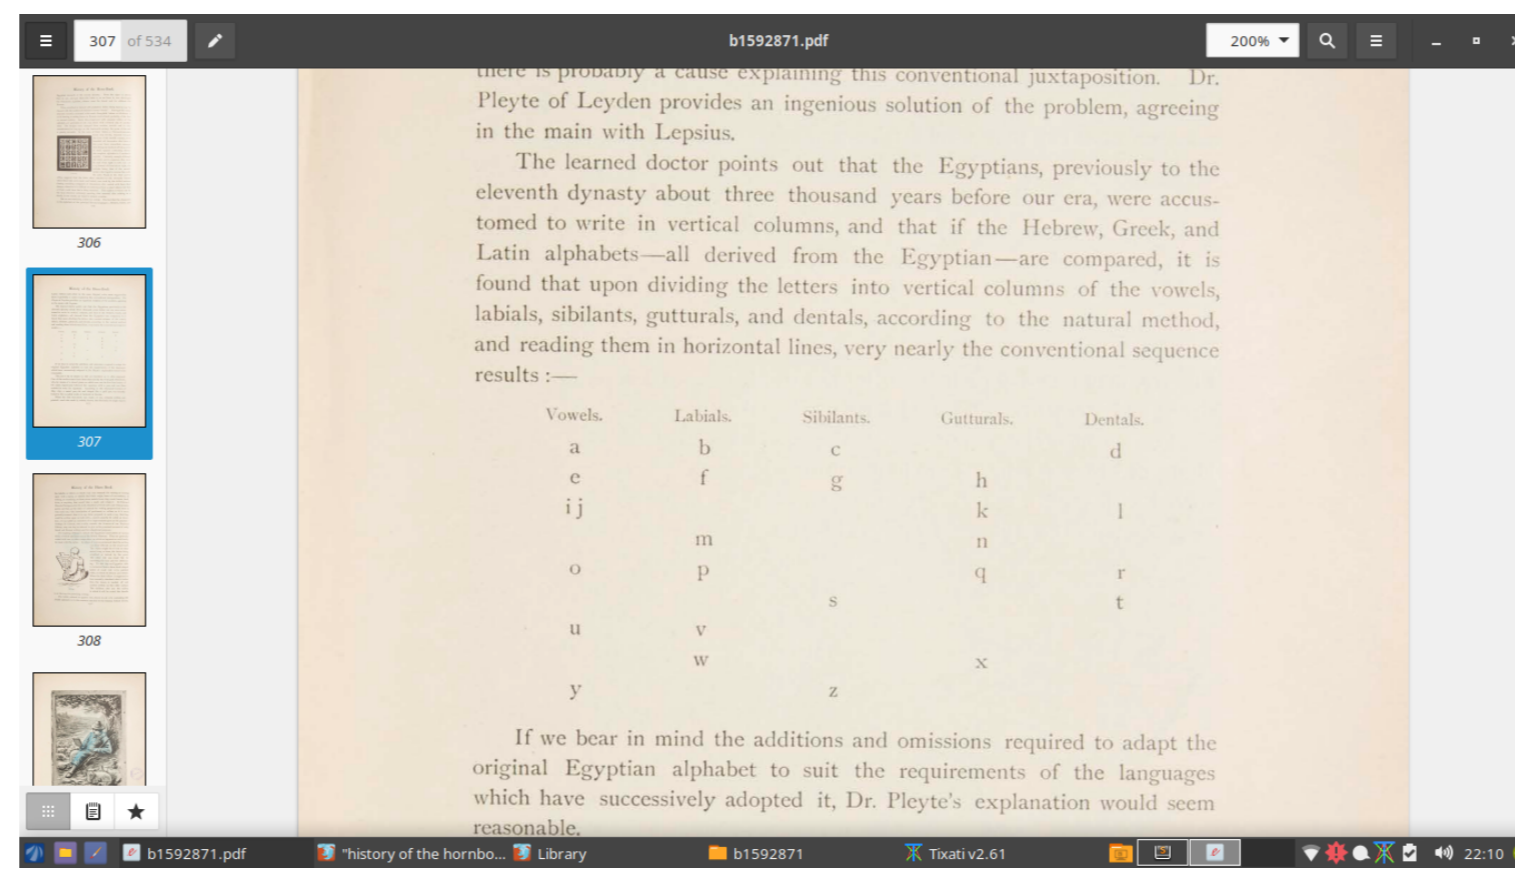 307 of 534
b1592871.pdf
200%
306
307
308
there is probably a cause explaining this conventional juxtaposition. Dr.
Pleyte of Leyden provides an ingenious solution of the problem, agreeing
in the main with Lepsius.
The learned doctor points out that the Egyptians, previously to the
eleventh dynasty about three thousand years before our era, were accus-
tomed to write in vertical columns, and that if the Hebrew, Greek, and
Latin alphabets—all derived from the Egyptian—are compared, it is
found that upon dividing the letters into vertical columns of the vowels,
labials, sibilants, gutturals, and dentals, according to the natural method,
and reading them in horizontal lines, very nearly the conventional sequence
results :—
Vowels. Labials. Sibilants. Gutturals. Dentals.
a b c d
e f g h
i j k l
m n
o p q r
s t
u v
w x
y z
If we bear in mind the additions and omissions required to adapt the
original Egyptian alphabet to suit the requirements of the languages
which have successively adopted it, Dr. Pleyte's explanation would seem
reasonable.
b1592871.pdf "history of the hornbo... Library b1592871 Tixati v2.61 22:10